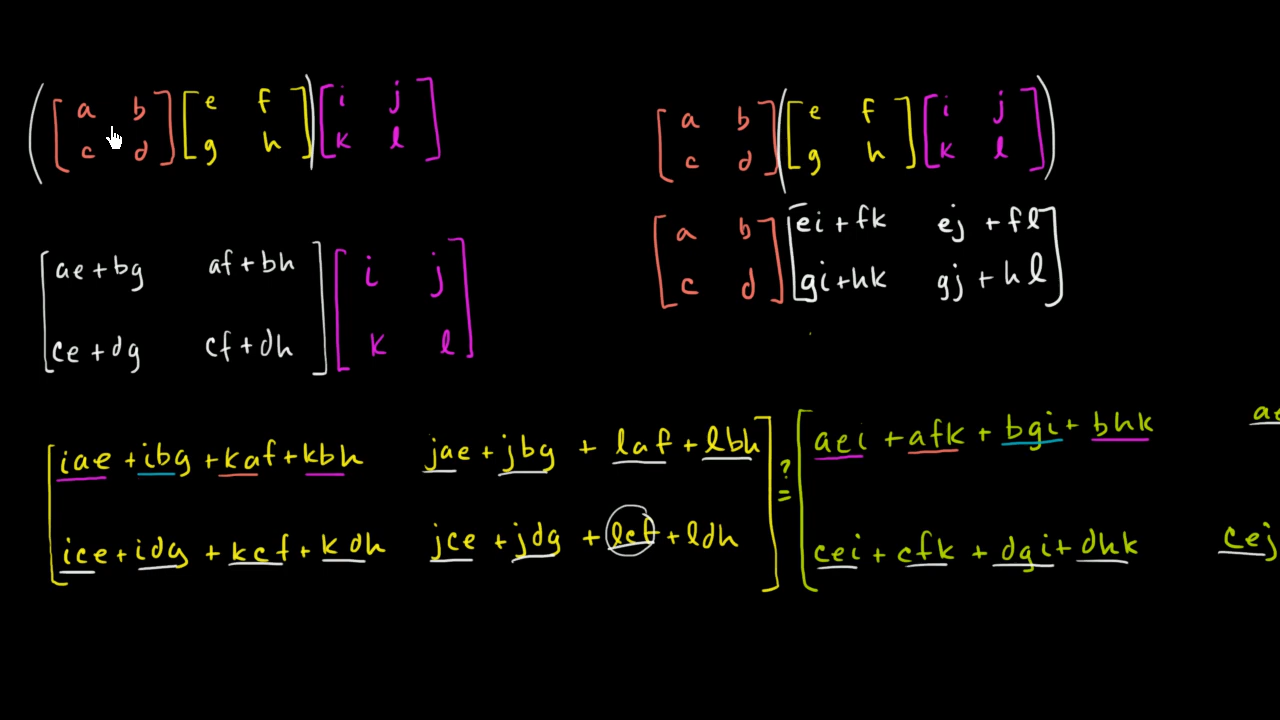 ([a b] [e f]) [i j]
([c d] [g h]) [k l]
[a b] ([e f] [i j])
[c d] ([g h] [k l])
[ae+bg af+bh] [i j]
[ce+dg cf+dh] [k l]
[a b] [ei+fk ej+fl]
[c d] [gi+hk gj+hl]
[iae+ibg+kaf+kbh jae+jbg+laf+lbh] ?= [aei+afk+bgi+bhk ae
[ice+idg+kcf+kdh jce+jdg+lcf+ldh] [cei+cfk+dgi+dhk cej